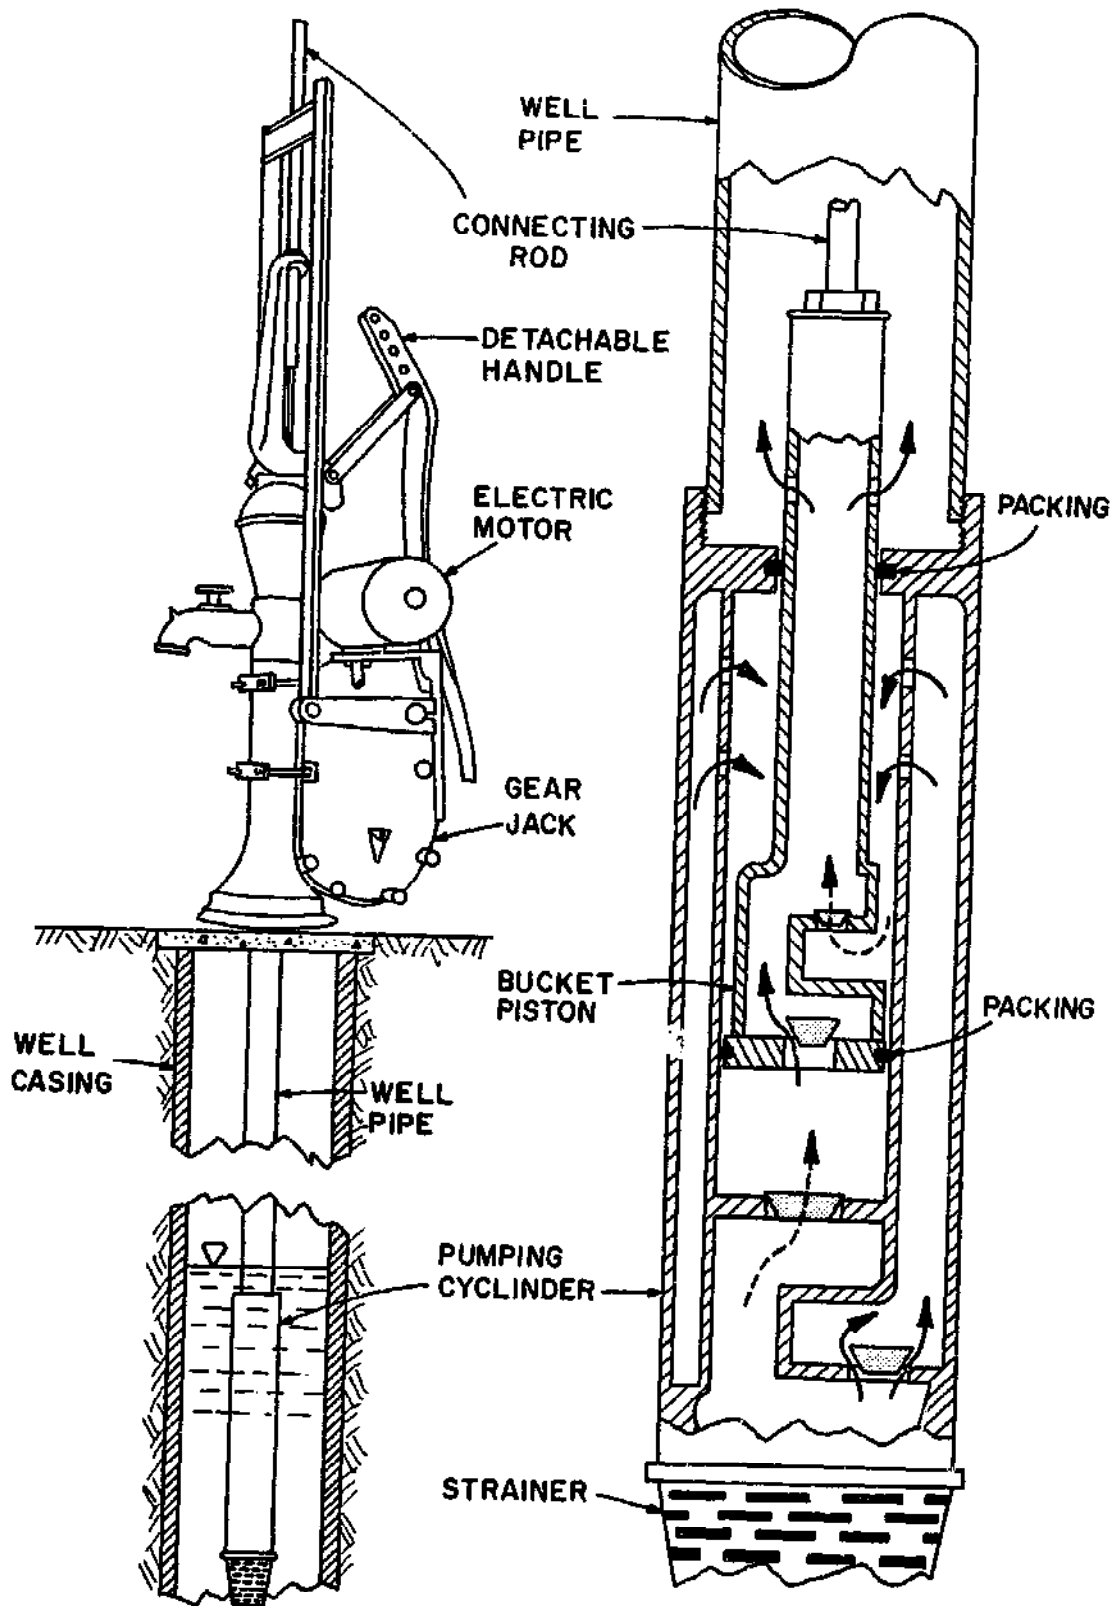 WELL
PIPE
CONNECTING
ROD
DETACHABLE
HANDLE
ELECTRIC
MOTOR
PACKING
GEAR
JACK
BUCKET
PISTON
PACKING
WELL
CASING
WELL
PIPE
PUMPING
CYCLINDER
STRAINER